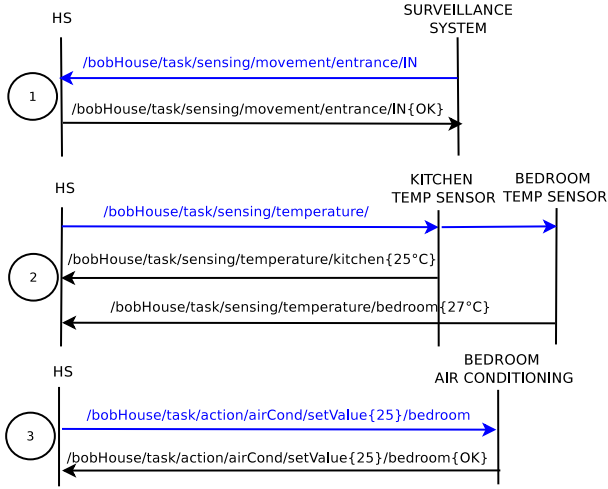 HS
SURVEILLANCE
SYSTEM
/bobHouse/task/sensing/movement/entrance/IN
1
/bobHouse/task/sensing/movement/entrance/IN{OK}
HS
KITCHEN
TEMP SENSOR
BEDROOM
TEMP SENSOR
/bobHouse/task/sensing/temperature/
2
/bobHouse/task/sensing/temperature/kitchen{25°C}
/bobHouse/task/sensing/temperature/bedroom{27°C}
HS
BEDROOM
AIR CONDITIONING
/bobHouse/task/action/airCond/setValue{25}/bedroom
3
/bobHouse/task/action/airCond/setValue{25}/bedroom{OK}